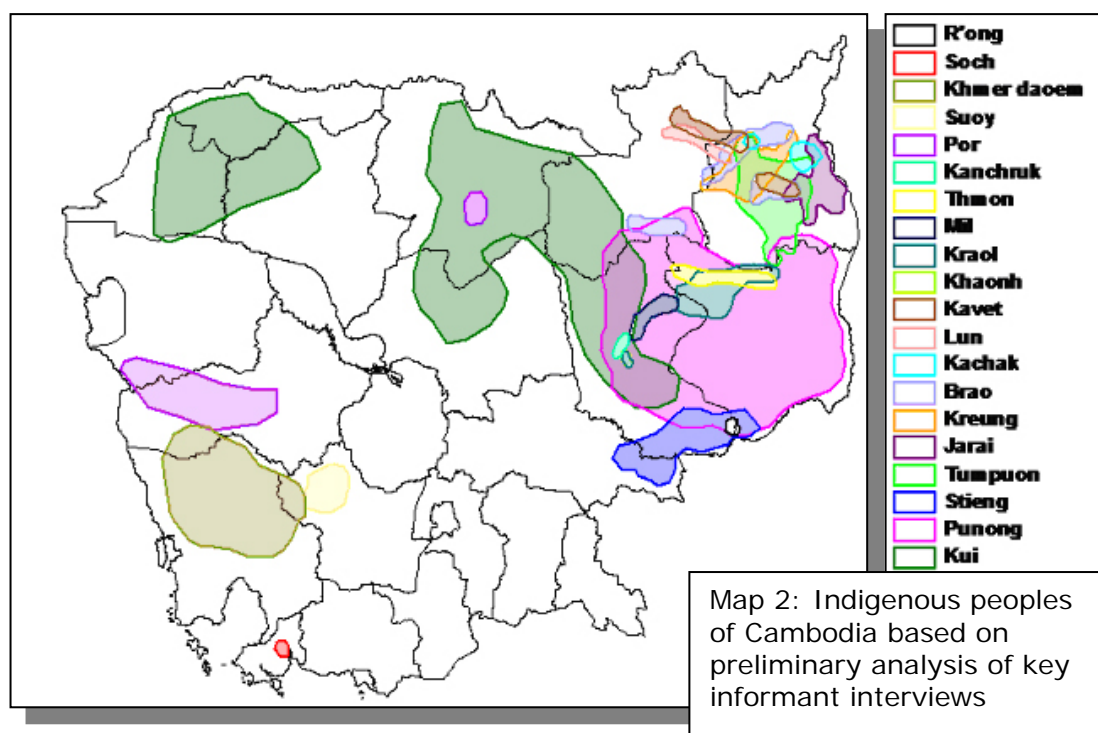 R'ong
Soch
Khmer daoem
Suoy
Por
Kanchruk
Thmon
Mil
Kraol
Khaonh
Kavet
Lun
Kachak
Brao
Kreung
Jarai
Tumpuon
Stieng
Punong
Kui
Map 2: Indigenous peoples
of Cambodia based on
preliminary analysis of key
informant interviews